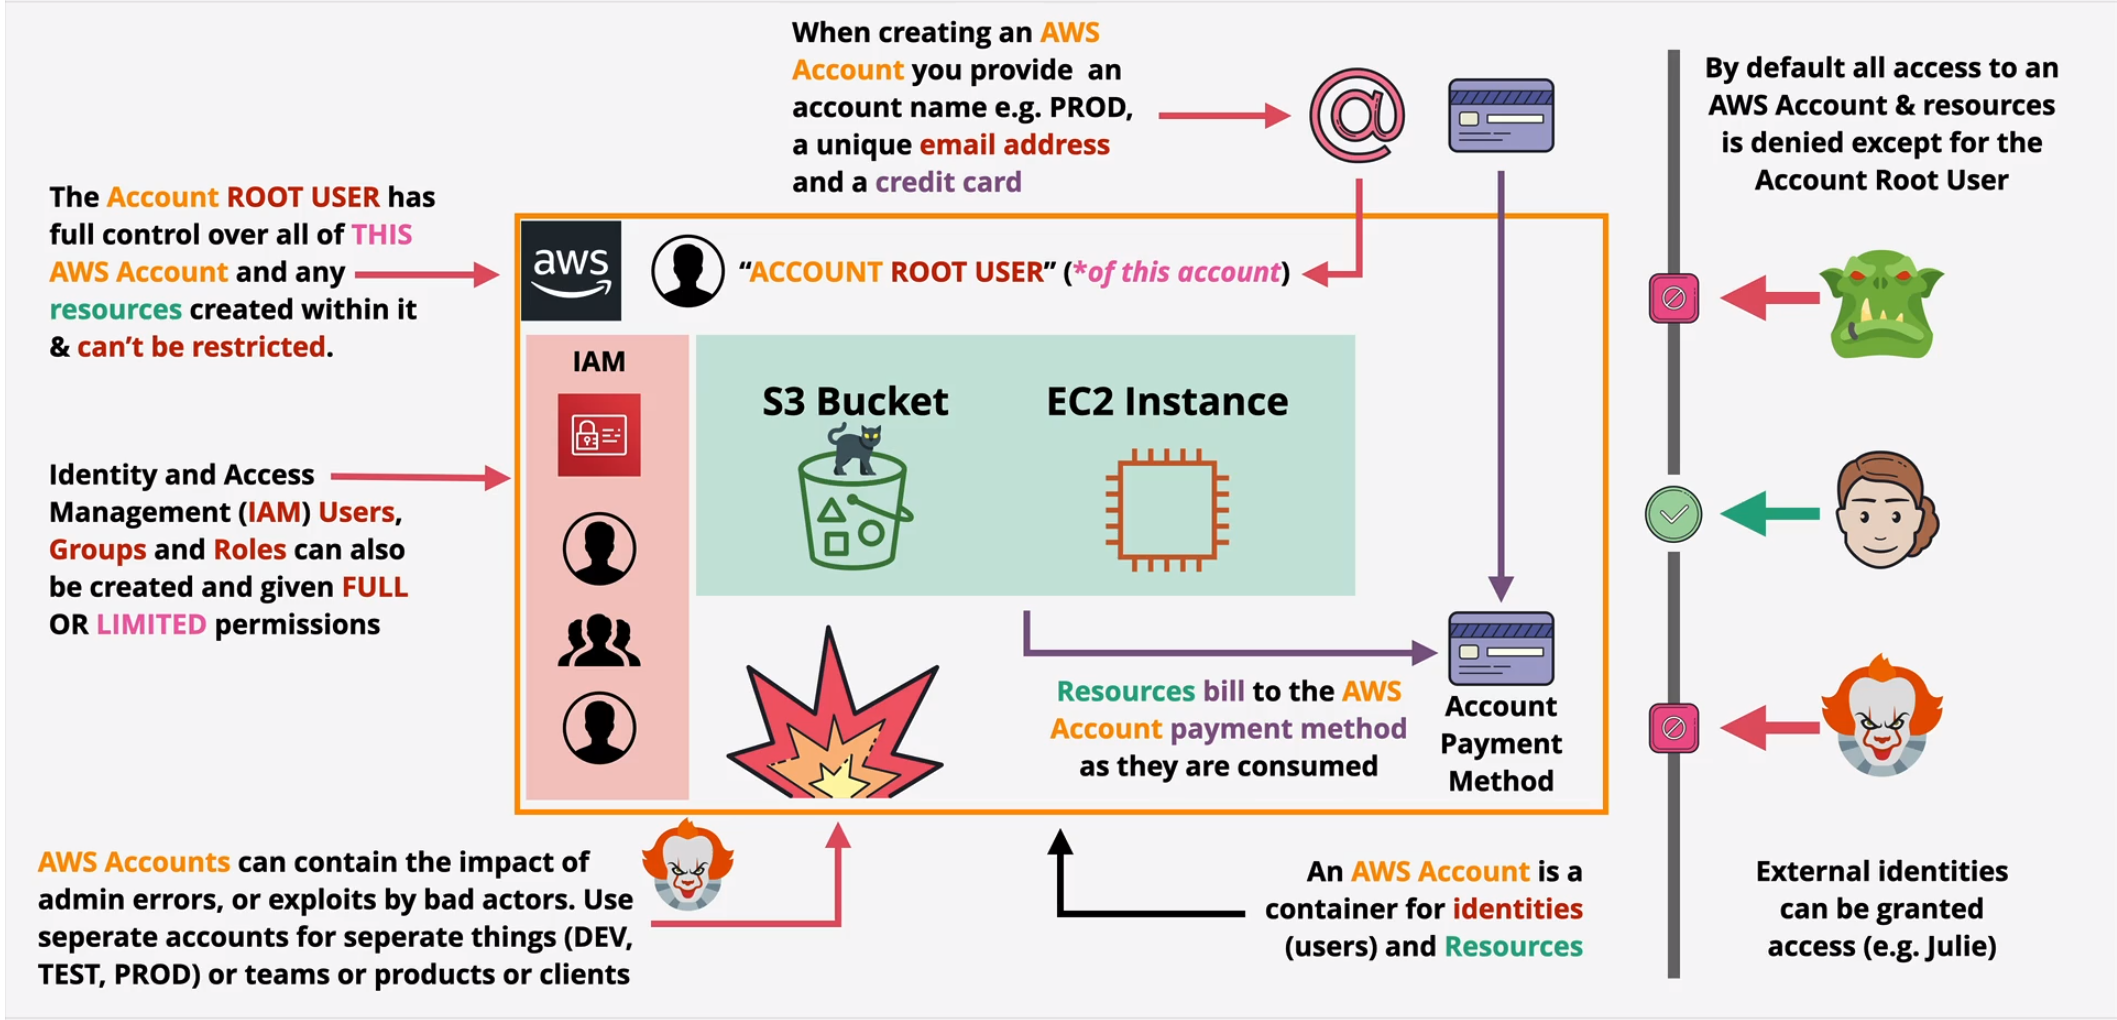 When creating an AWS
Account you provide an
account name e.g. PROD,
a unique email address
and a credit card
By default all access to an
AWS Account & resources
is denied except for the
Account Root User
The Account ROOT USER has
full control over all of THIS
AWS Account and any
resources created within it
& can't be restricted.
aws
“ACCOUNT ROOT USER” (*of this account)
IAM
S3 Bucket
EC2 Instance
Identity and Access
Management (IAM) Users,
Groups and Roles can also
be created and given FULL
OR LIMITED permissions
Resources bill to the AWS
Account payment method
as they are consumed
Account
Payment
Method
AWS Accounts can contain the impact of
admin errors, or exploits by bad actors. Use
seperate accounts for seperate things (DEV,
TEST, PROD) or teams or products or clients
An AWS Account is a
container for identities
(users) and Resources
External identities
can be granted
access (e.g. Julie)